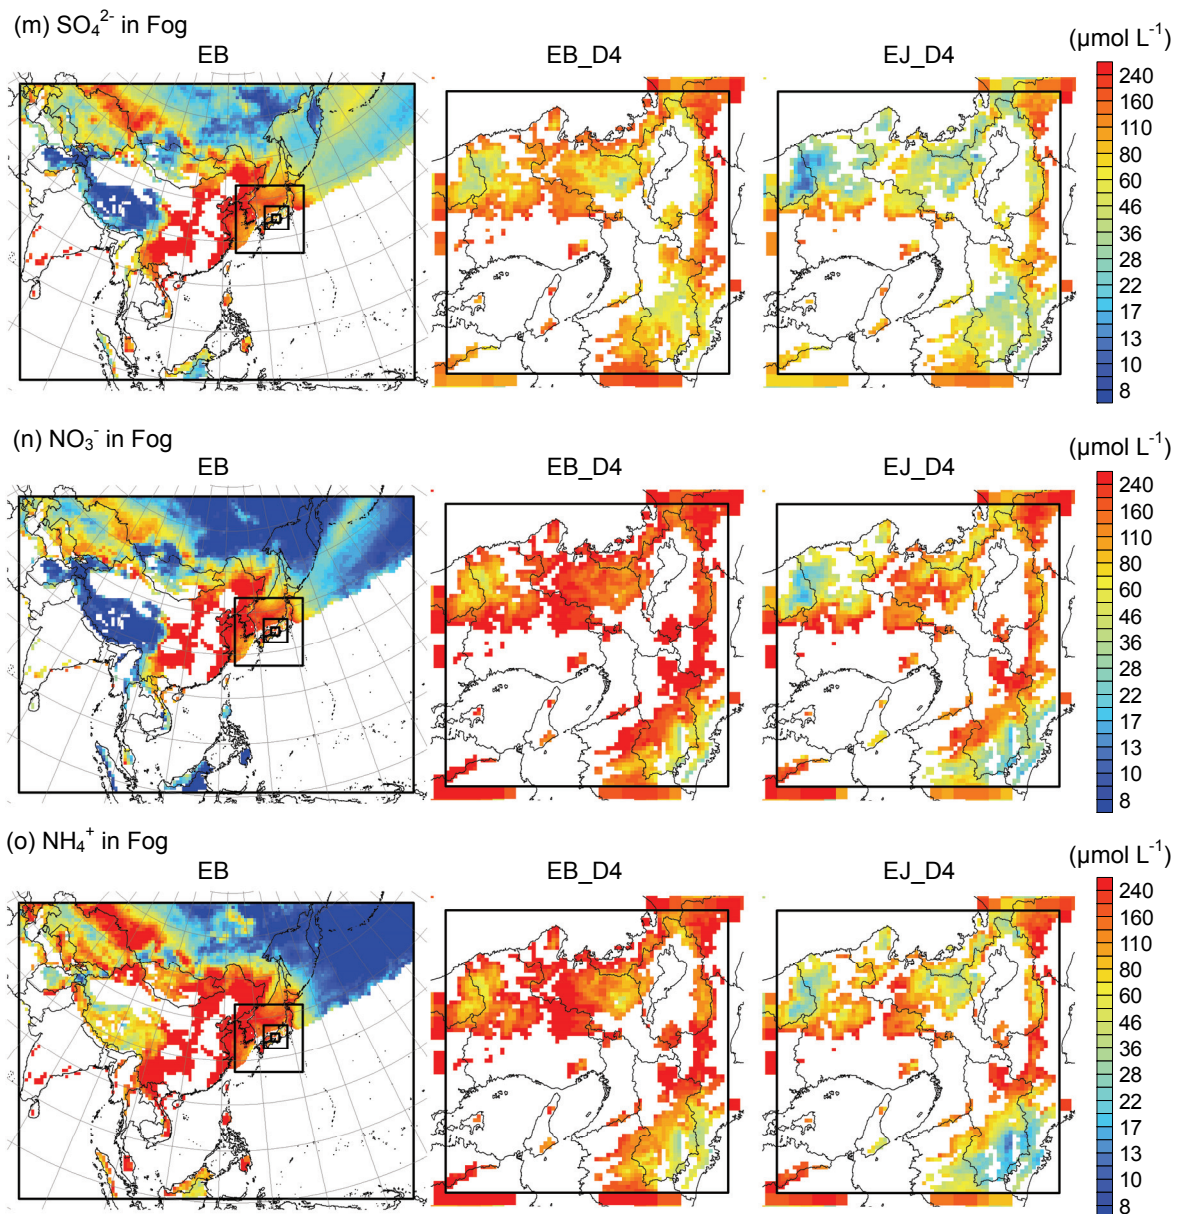 (m) SO₄²⁻ in Fog
EB
EB_D4
EJ_D4
(µmol L⁻¹)
240
160
110
80
60
46
36
28
22
17
13
10
8
(n) NO₃⁻ in Fog
EB
EB_D4
EJ_D4
(µmol L⁻¹)
240
160
110
80
60
46
36
28
22
17
13
10
8
(o) NH₄⁺ in Fog
EB
EB_D4
EJ_D4
(µmol L⁻¹)
240
160
110
80
60
46
36
28
22
17
13
10
8